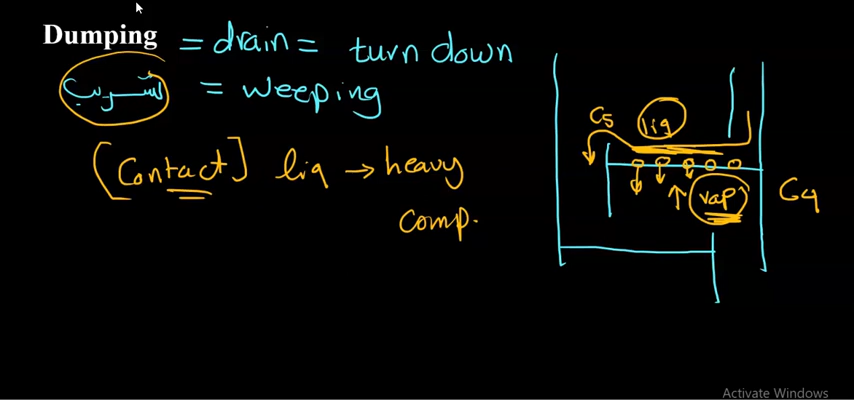 Dumping = drain = turn down
تسريب = weeping
[Contact] liq → heavy
comp.
C5 liq
vap C4
Activate Windows